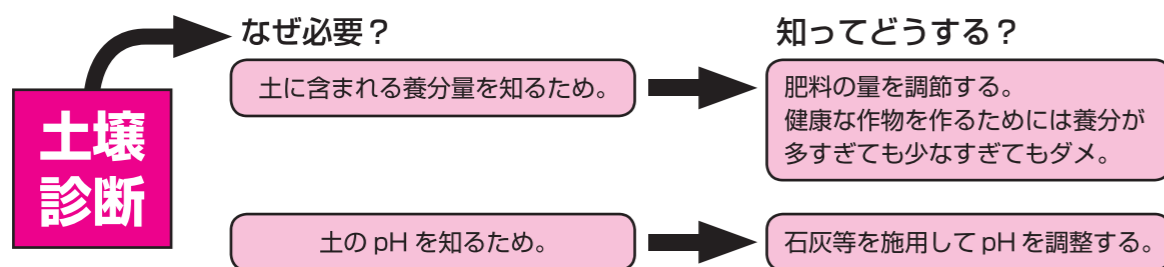 なぜ必要？
知ってどうする？
土壌
診断
土に含まれる養分量を知るため。
肥料の量を調節する。
健康な作物を作るためには養分が
多すぎても少なすぎてもダメ。
土の pH を知るため。
石灰等を施用して pH を調整する。